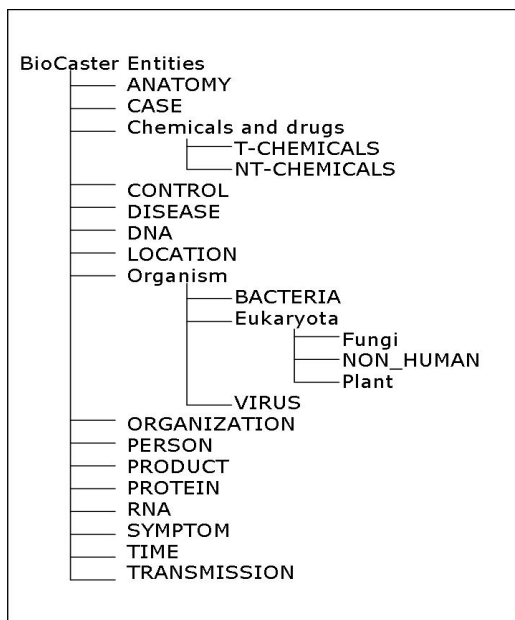 BioCaster Entities
ANATOMY
CASE
Chemicals and drugs
T-CHEMICALS
NT-CHEMICALS
CONTROL
DISEASE
DNA
LOCATION
Organism
BACTERIA
Eukaryota
Fungi
NON_HUMAN
Plant
VIRUS
ORGANIZATION
PERSON
PRODUCT
PROTEIN
RNA
SYMPTOM
TIME
TRANSMISSION